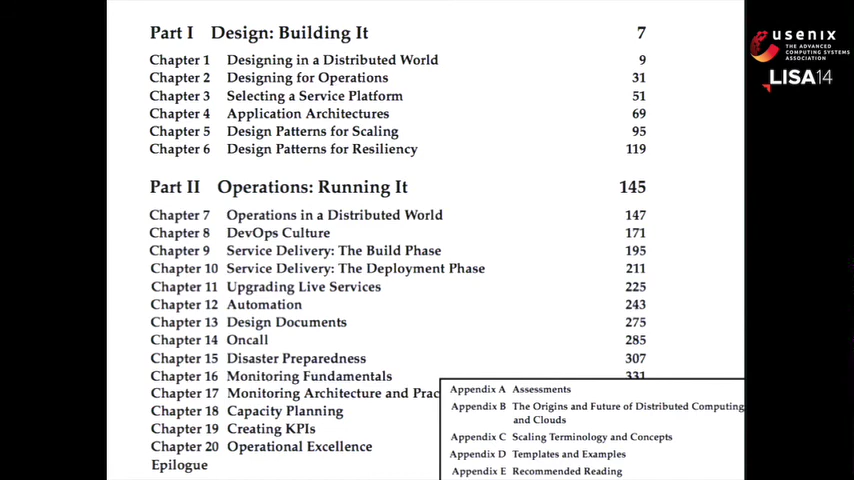 Part I Design: Building It 7
Chapter 1 Designing in a Distributed World 9
Chapter 2 Designing for Operations 31
Chapter 3 Selecting a Service Platform 51
Chapter 4 Application Architectures 69
Chapter 5 Design Patterns for Scaling 95
Chapter 6 Design Patterns for Resiliency 119
Part II Operations: Running It 145
Chapter 7 Operations in a Distributed World 147
Chapter 8 DevOps Culture 171
Chapter 9 Service Delivery: The Build Phase 195
Chapter 10 Service Delivery: The Deployment Phase 211
Chapter 11 Upgrading Live Services 225
Chapter 12 Automation 243
Chapter 13 Design Documents 275
Chapter 14 Oncall 285
Chapter 15 Disaster Preparedness 307
Chapter 16 Monitoring Fundamentals 331
Chapter 17 Monitoring Architecture and Prac
Chapter 18 Capacity Planning
Chapter 19 Creating KPIs
Chapter 20 Operational Excellence
Epilogue
Appendix A Assessments
Appendix B The Origins and Future of Distributed Computing
and Clouds
Appendix C Scaling Terminology and Concepts
Appendix D Templates and Examples
Appendix E Recommended Reading
usenix
THE ADVANCED
COMPUTING SYSTEMS
ASSOCIATION
LISA14